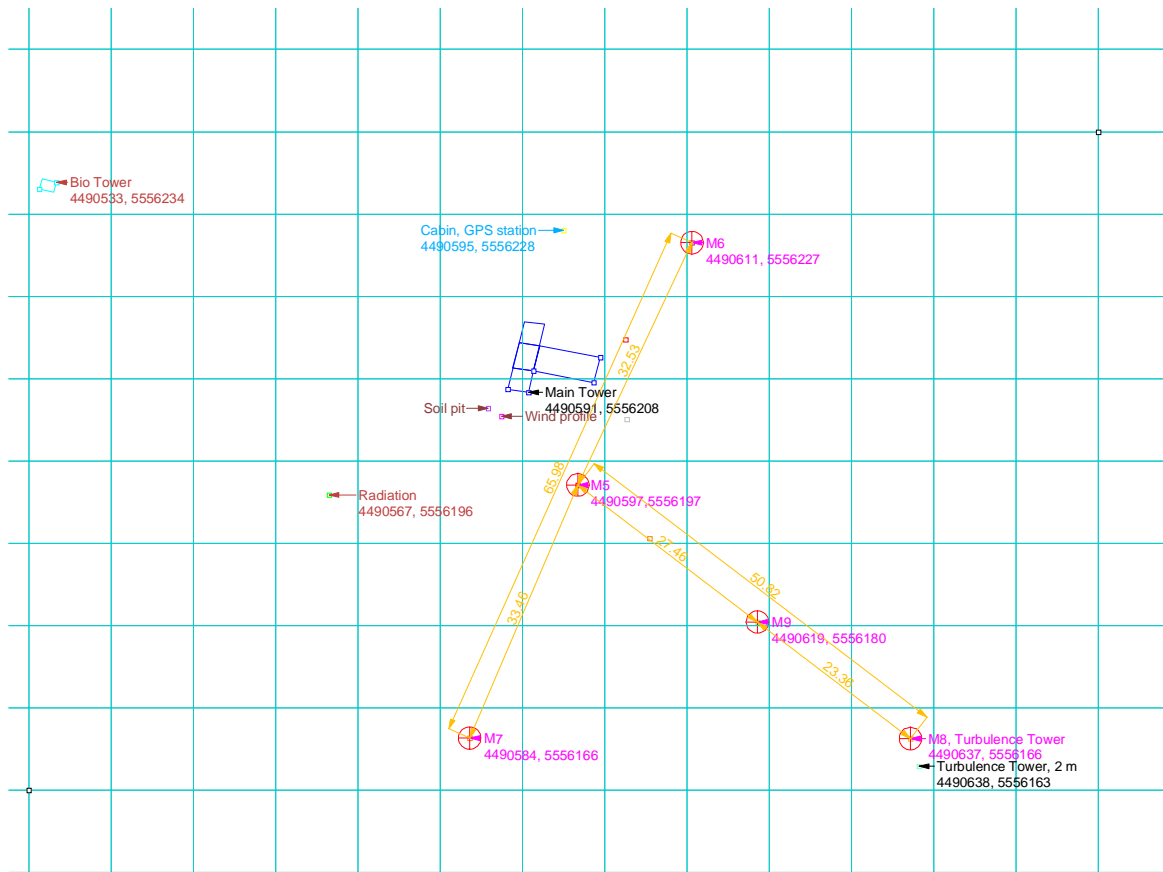 Bio Tower
4490533, 5556234
Cabin, GPS station
4490595, 5556228
M6
4490611, 5556227
32.53
Main Tower
4490591, 5556208
Soil pit
Wind profile
65.98
M5
4490597,5556197
Radiation
4490567, 5556196
27.46
50.82
33.48
M9
4490619, 5556180
23.36
M7
4490584, 5556166
M8, Turbulence Tower
4490637, 5556166
Turbulence Tower, 2 m
4490638, 5556163